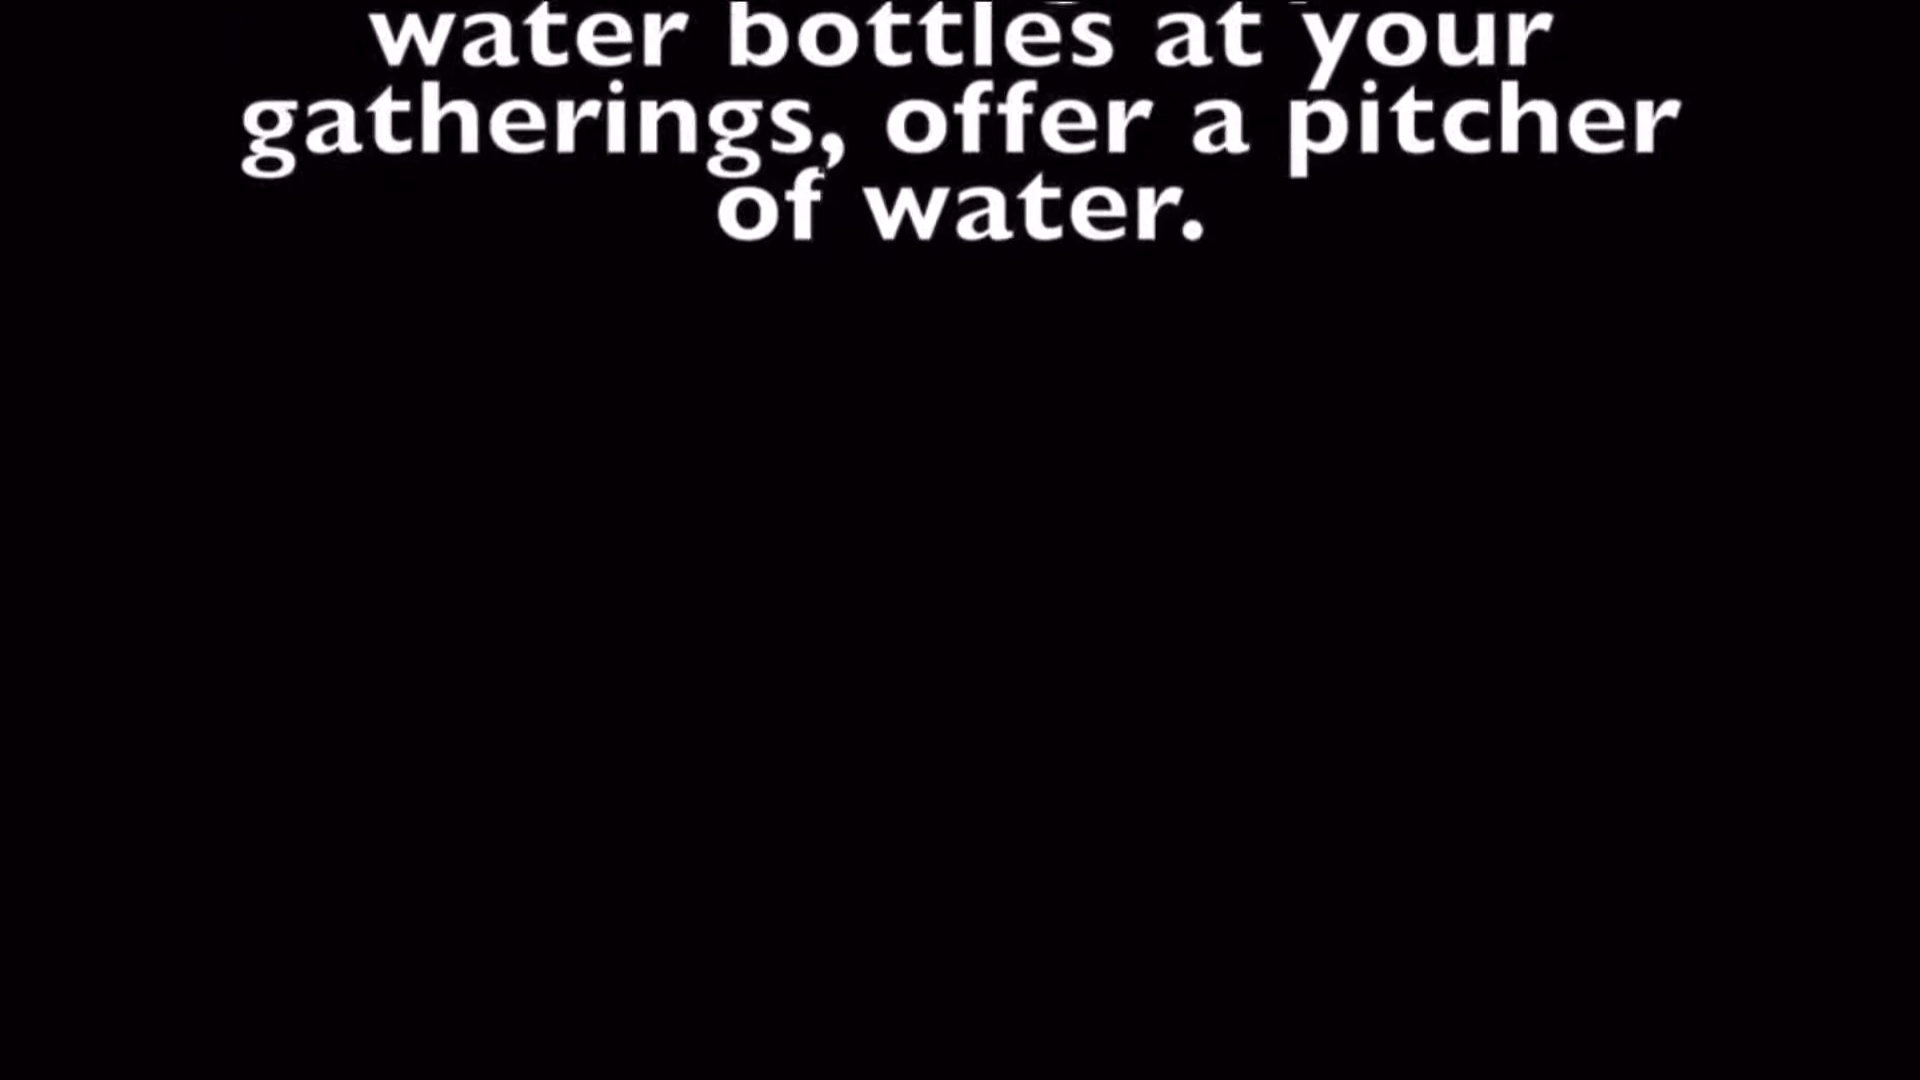 water bottles at your
gatherings, offer a pitcher
of water.